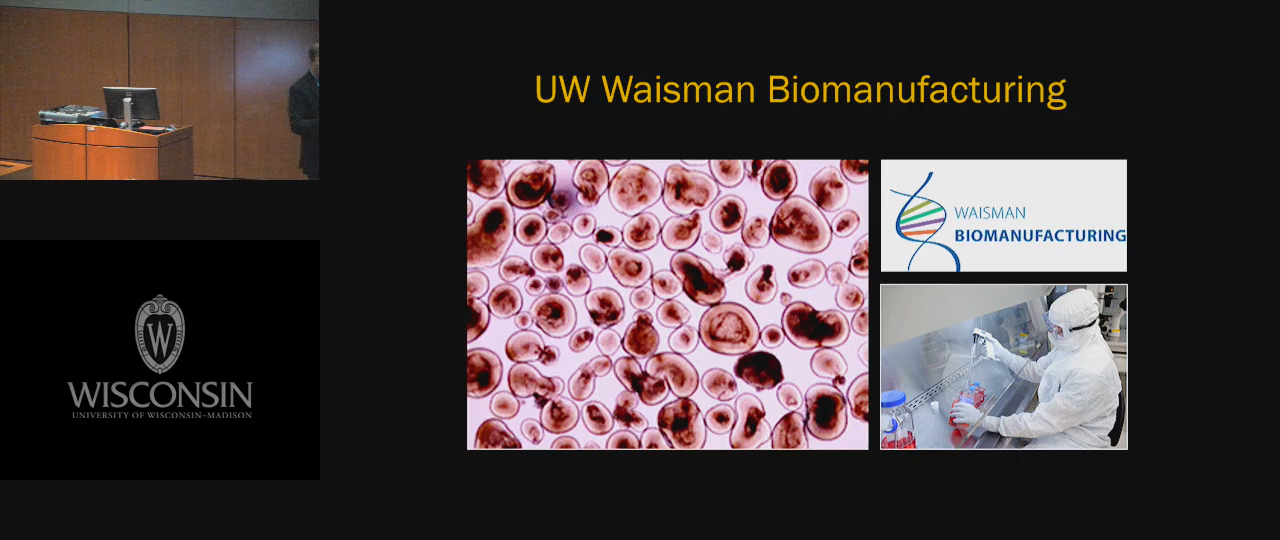 UW Waisman Biomanufacturing
WAISMAN
BIOMANUFACTURING
W
WISCONSIN
UNIVERSITY OF WISCONSIN–MADISON